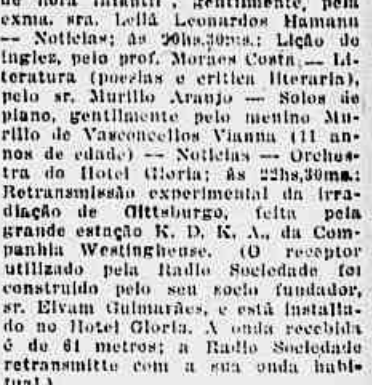 de hora infantil", gentilmente, pela
exma. sra. Leilá Leonardos Hamann
— Noticias; ás 20hs,30ms.: Lição de
inglez, pelo prof. Moraes Costa — Li-
teratura (poesias e critica literaria),
pelo sr. Murillo Araujo — Solos de
piano, gentilmente pelo menino Mu-
rillo de Vasconcellos Vianna (11 an-
nos de edade) — Noticias — Orches-
tra do Hotel Gloria; ás 22hs,30ms:
Retransmissão experimental da irra-
diação de Pittsburgo, feita pela
grande estação K. D. K. A., da Com-
panhia Westinghouse. (O receptor
utilizado pela Radio Sociedade foi
construido pelo seu socio fundador,
sr. Elvam Guimarães, e está installa-
do no Hotel Gloria. A onda recebida
é de 61 metros; a Radio Sociedade
retransmitte com a sua onda habi-
tual.)